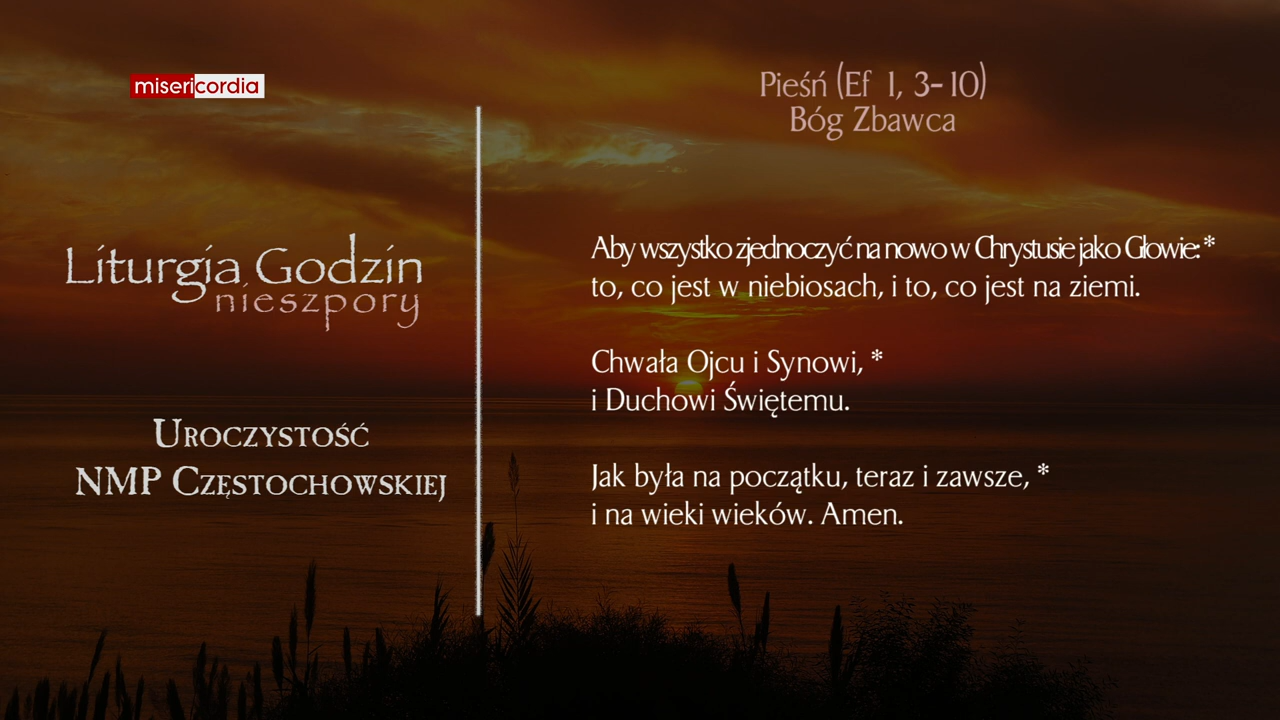 misericordia
Liturgia Godzin
nieszpory
Uroczystość
NMP Częstochowskiej
Pieśń (Ef 1, 3-10)
Bóg Zbawca
Aby wszystko zjednoczyć na nowo w Chrystusie jako Głowie: *
to, co jest w niebiosach, i to, co jest na ziemi.
Chwała Ojcu i Synowi, *
i Duchowi Świętemu.
Jak była na początku, teraz i zawsze, *
i na wieki wieków. Amen.